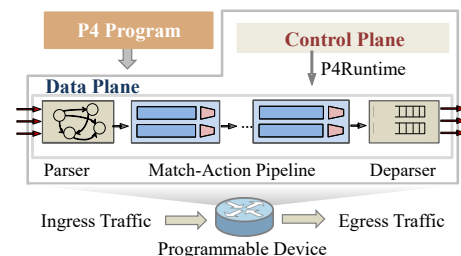 P4 Program
Control Plane
P4Runtime
Data Plane
...
Parser
Match-Action Pipeline
Deparser
Ingress Traffic
Egress Traffic
Programmable Device